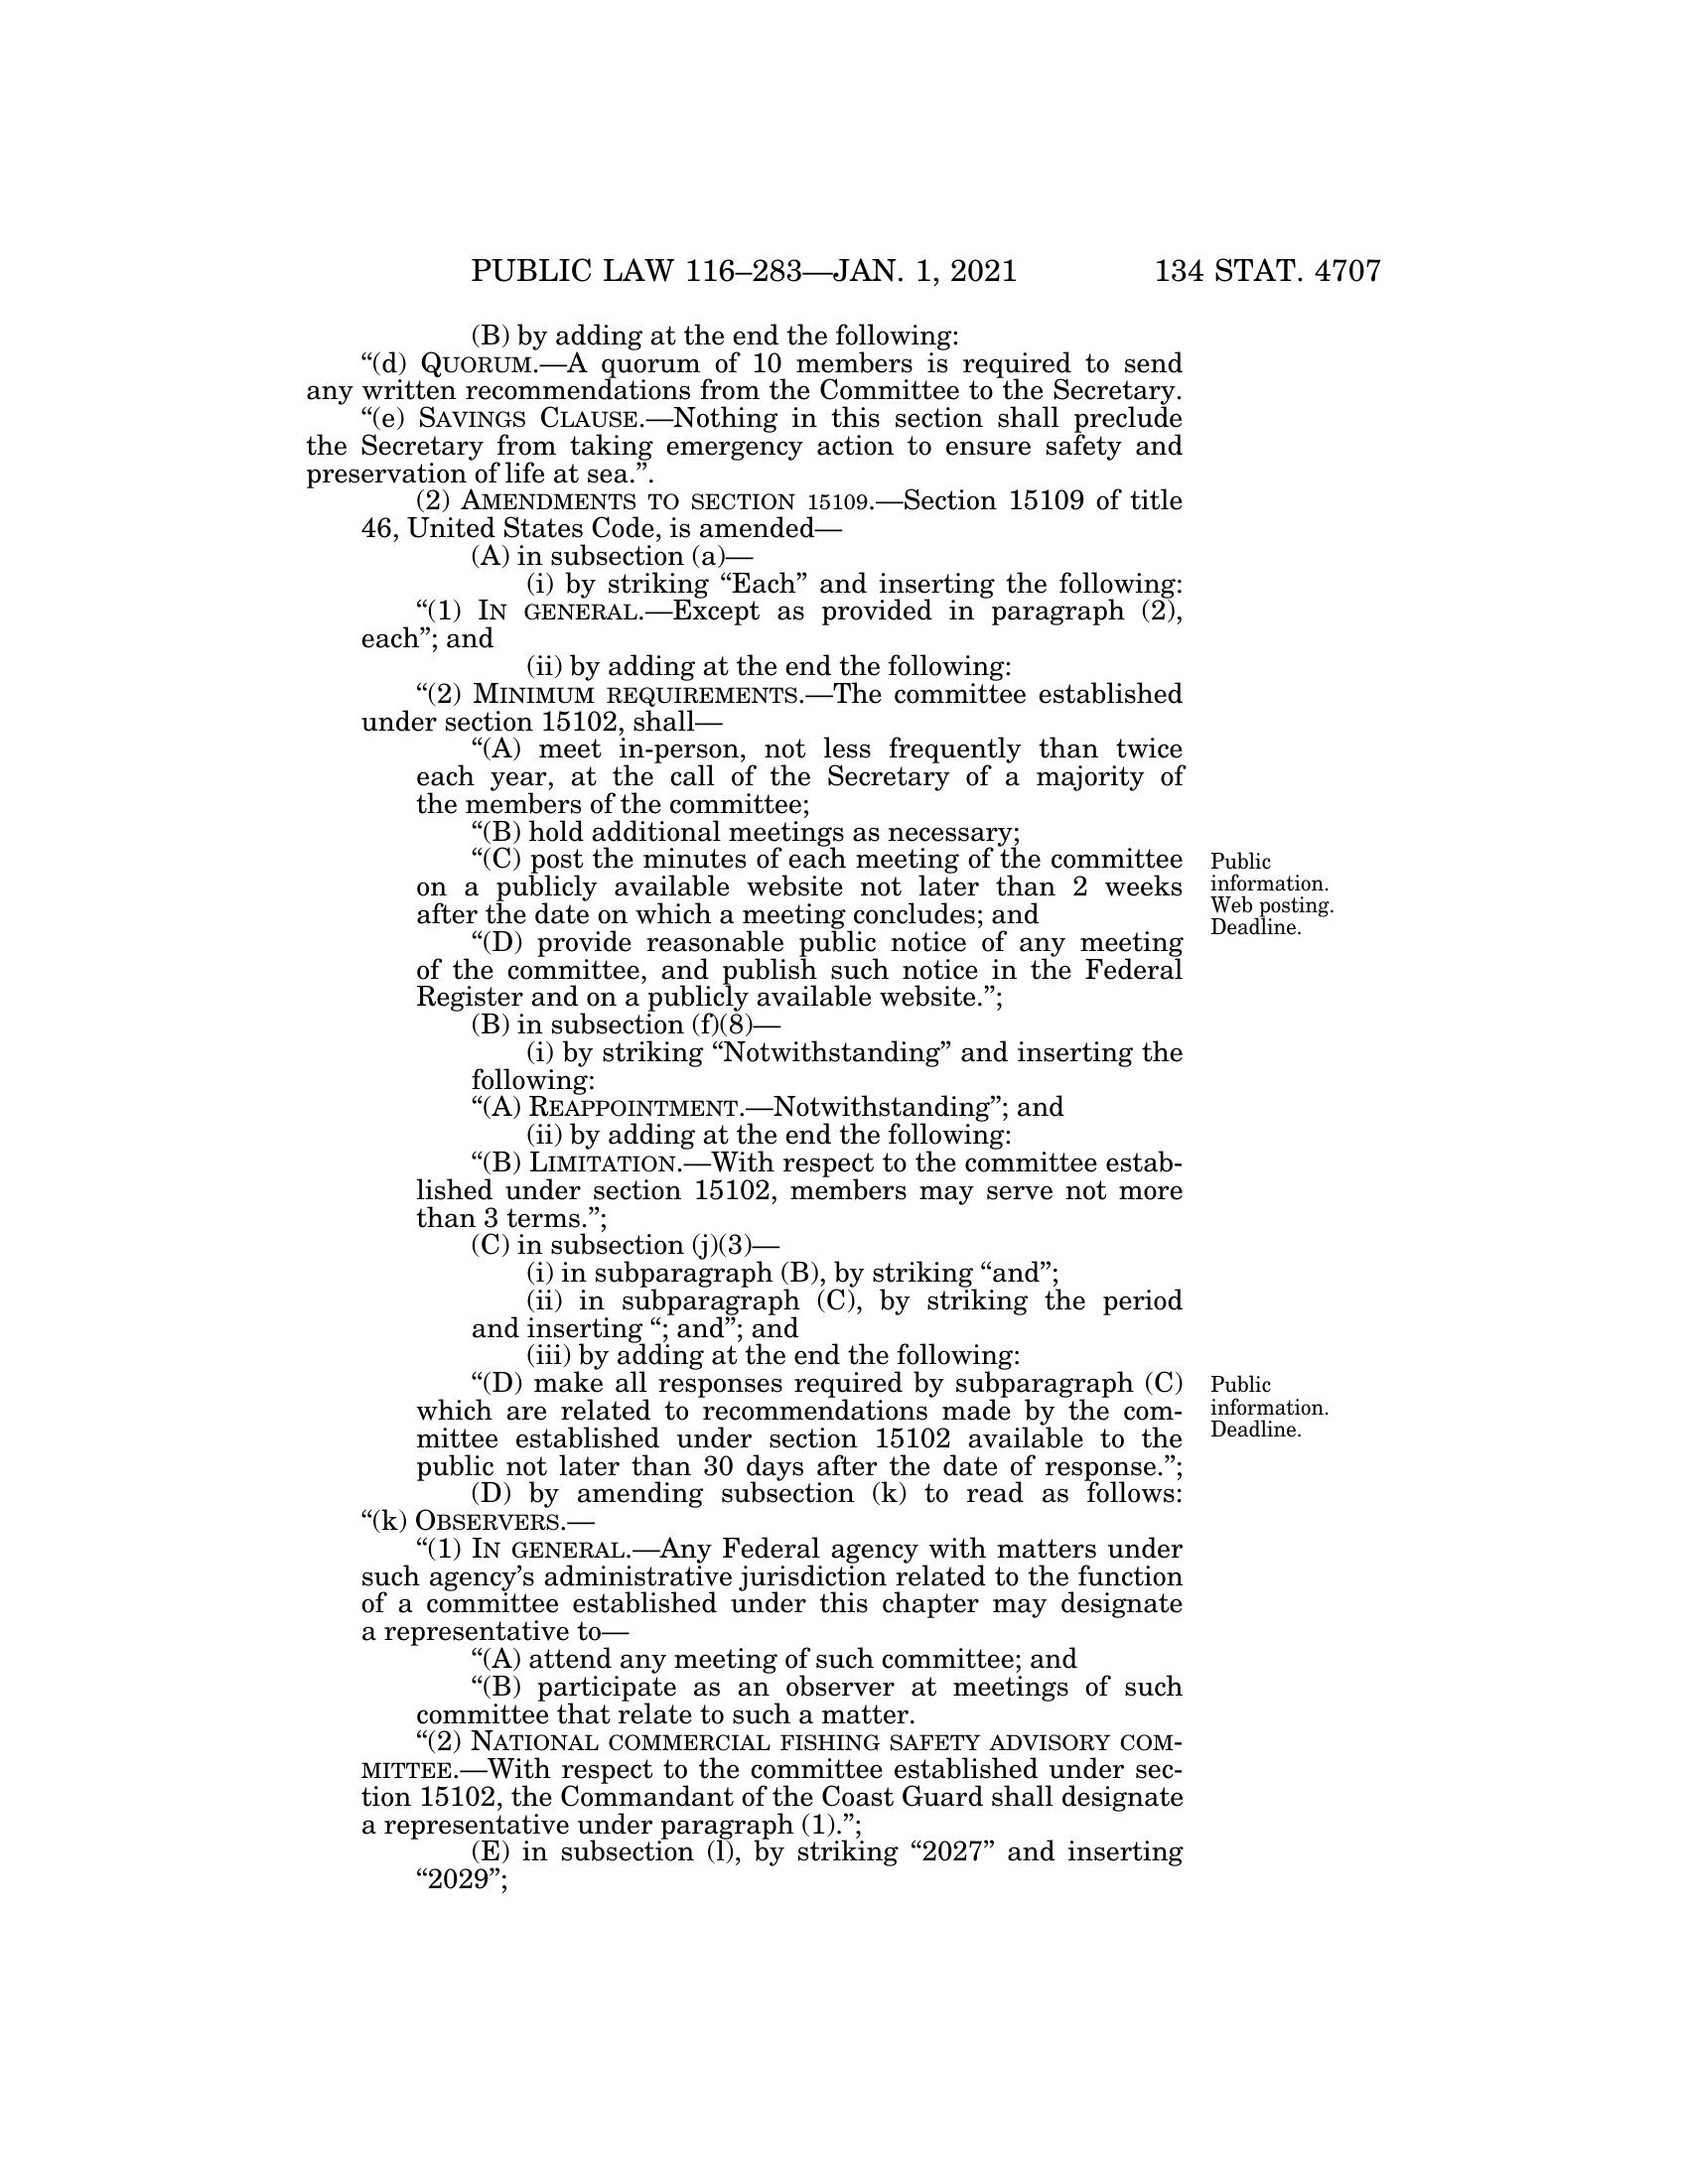 PUBLIC LAW 116–283—JAN. 1, 2021 134 STAT. 4707
(B) by adding at the end the following:
“(d) QUORUM.—A quorum of 10 members is required to send
any written recommendations from the Committee to the Secretary.
“(e) SAVINGS CLAUSE.—Nothing in this section shall preclude
the Secretary from taking emergency action to ensure safety and
preservation of life at sea.”.
(2) AMENDMENTS TO SECTION 15109.—Section 15109 of title
46, United States Code, is amended—
(A) in subsection (a)—
(i) by striking “Each” and inserting the following:
“(1) IN GENERAL.—Except as provided in paragraph (2),
each”; and
(ii) by adding at the end the following:
“(2) MINIMUM REQUIREMENTS.—The committee established
under section 15102, shall—
“(A) meet in-person, not less frequently than twice
each year, at the call of the Secretary of a majority of
the members of the committee;
“(B) hold additional meetings as necessary;
“(C) post the minutes of each meeting of the committee
on a publicly available website not later than 2 weeks
after the date on which a meeting concludes; and
Public
information.
Web posting.
Deadline.
“(D) provide reasonable public notice of any meeting
of the committee, and publish such notice in the Federal
Register and on a publicly available website.”;
(B) in subsection (f)(8)—
(i) by striking “Notwithstanding” and inserting the
following:
“(A) REAPPOINTMENT.—Notwithstanding”; and
(ii) by adding at the end the following:
“(B) LIMITATION.—With respect to the committee estab-
lished under section 15102, members may serve not more
than 3 terms.”;
(C) in subsection (j)(3)—
(i) in subparagraph (B), by striking “and”;
(ii) in subparagraph (C), by striking the period
and inserting “; and”; and
(iii) by adding at the end the following:
“(D) make all responses required by subparagraph (C)
which are related to recommendations made by the com-
mittee established under section 15102 available to the
public not later than 30 days after the date of response.”;
Public
information.
Deadline.
(D) by amending subsection (k) to read as follows:
“(k) OBSERVERS.—
“(1) IN GENERAL.—Any Federal agency with matters under
such agency’s administrative jurisdiction related to the function
of a committee established under this chapter may designate
a representative to—
“(A) attend any meeting of such committee; and
“(B) participate as an observer at meetings of such
committee that relate to such a matter.
“(2) NATIONAL COMMERCIAL FISHING SAFETY ADVISORY COM-
MITTEE.—With respect to the committee established under sec-
tion 15102, the Commandant of the Coast Guard shall designate
a representative under paragraph (1).”;
(E) in subsection (l), by striking “2027” and inserting
“2029”;